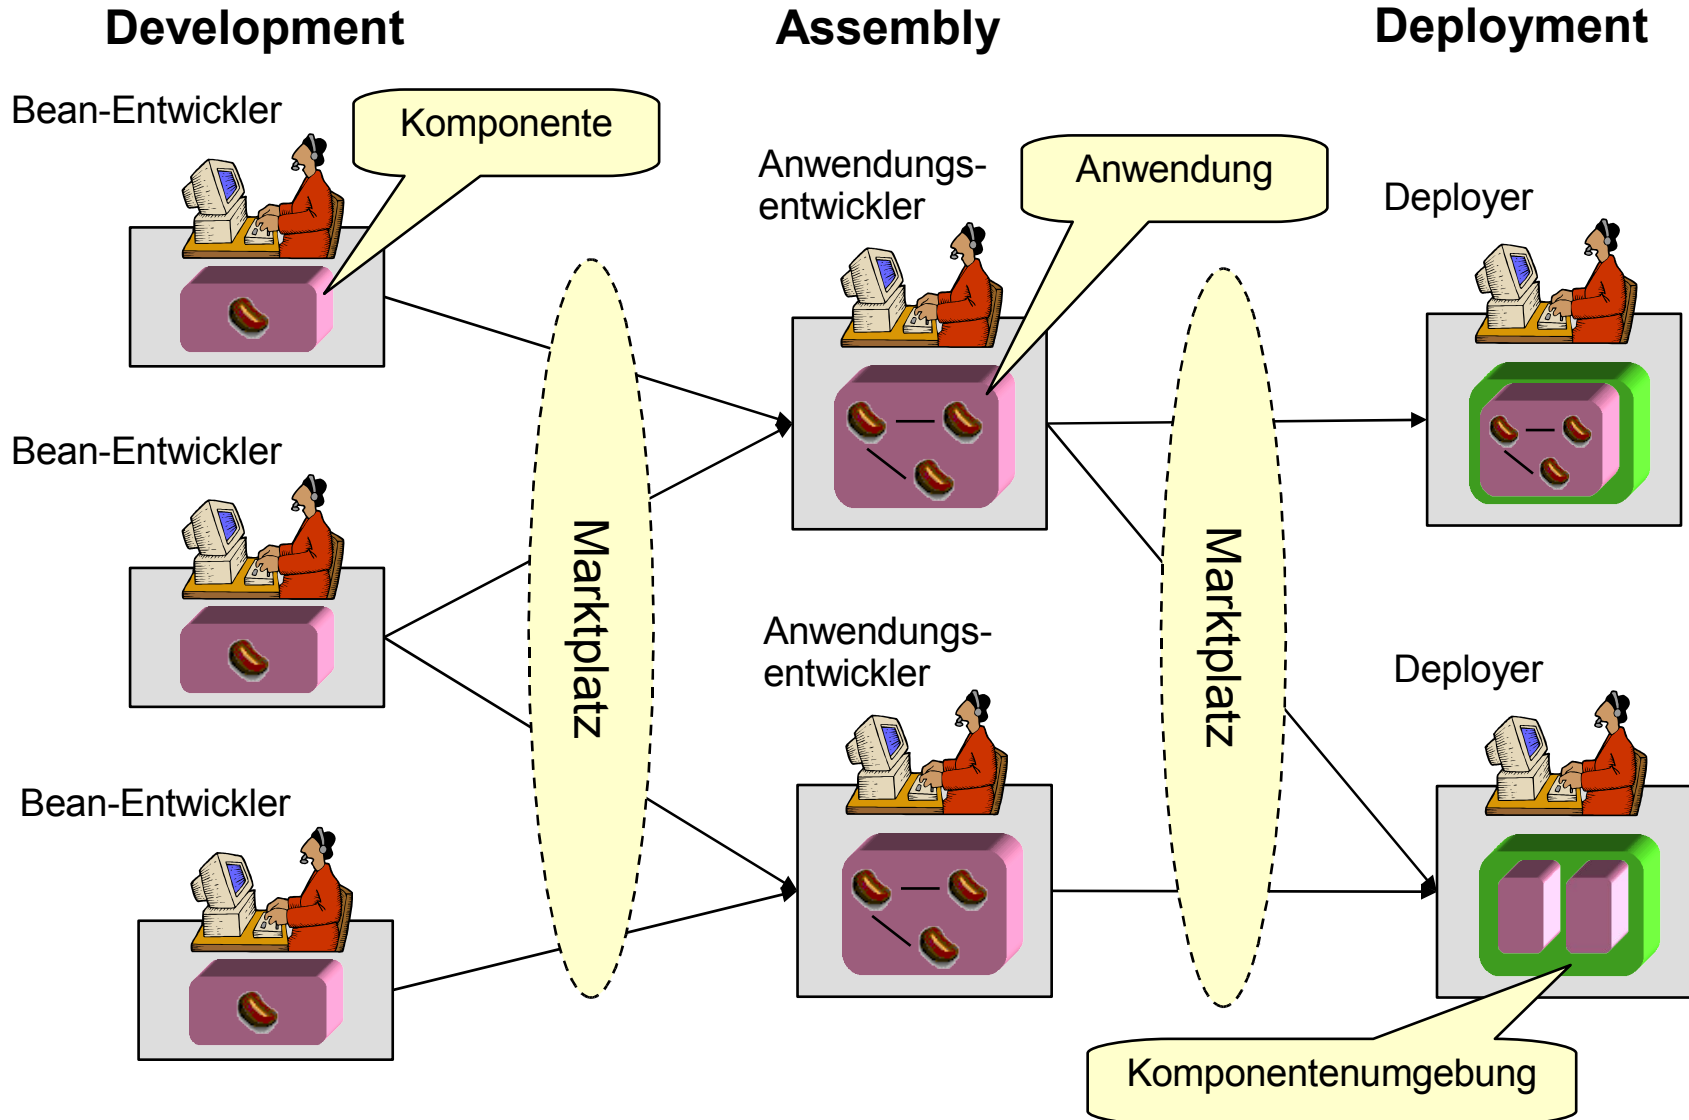 Development
Assembly
Deployment
Bean-Entwickler
Komponente
Anwendungs-
entwickler
Anwendung
Deployer
Bean-Entwickler
Marktplatz
Marktplatz
Anwendungs-
entwickler
Deployer
Bean-Entwickler
Komponentenumgebung